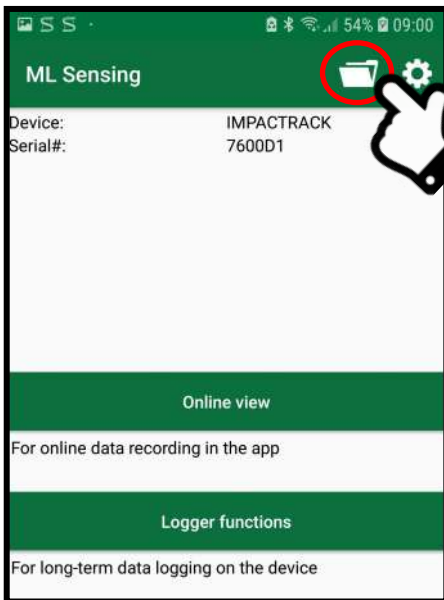 S S · 54% 09:00
ML Sensing
Device: IMPACTRACK
Serial#: 7600D1
Online view
For online data recording in the app
Logger functions
For long-term data logging on the device